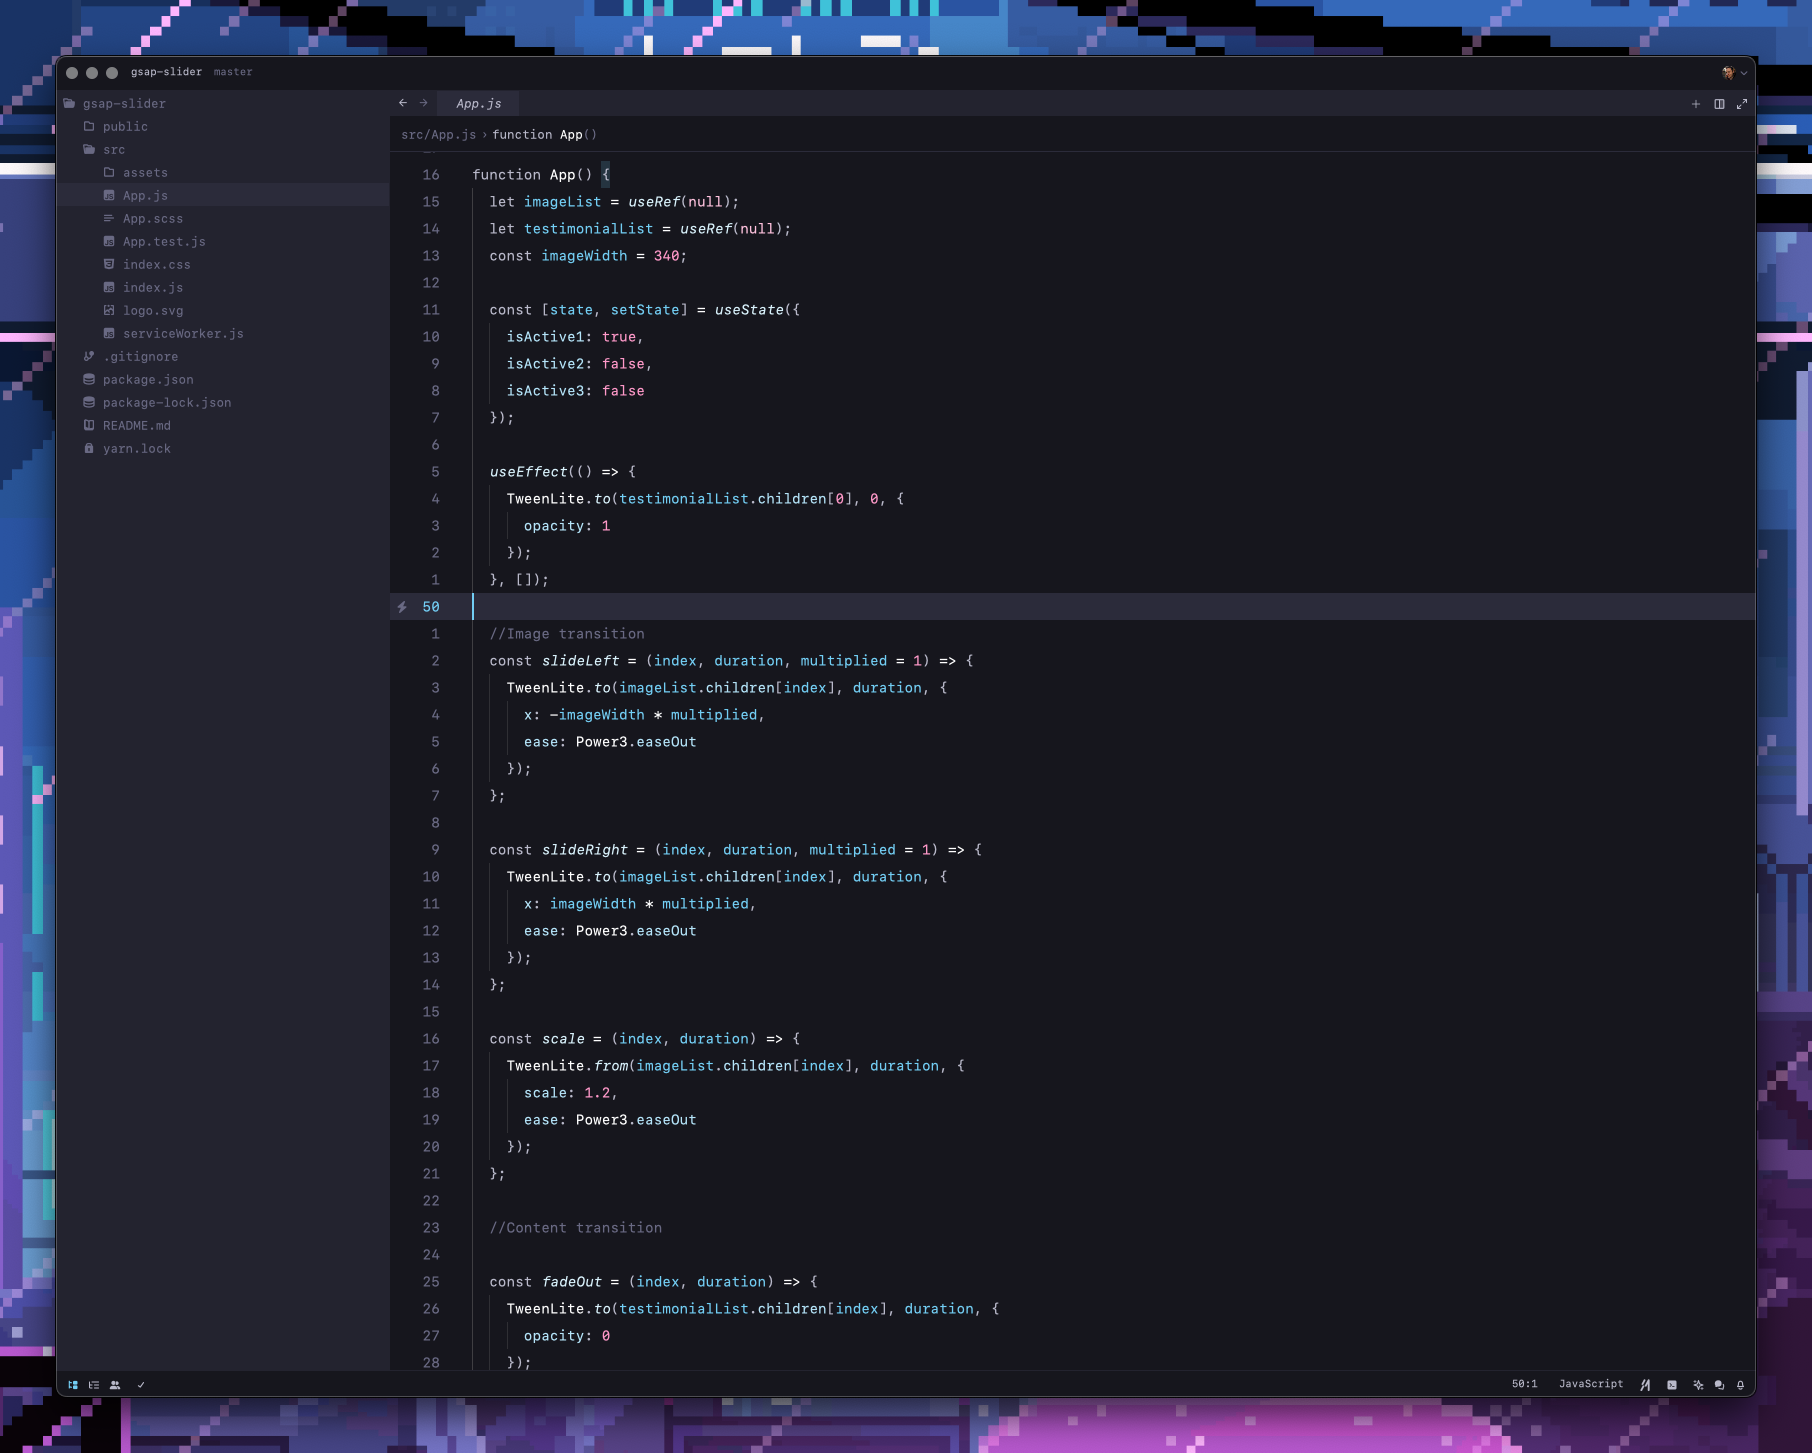 gsap-slider master
gsap-slider
public
src
assets
App.js
App.scss
App.test.js
index.css
index.js
logo.svg
serviceWorker.js
.gitignore
package.json
package-lock.json
README.md
yarn.lock
App.js
src/App.js › function App()
16 function App() {
15 let imageList = useRef(null);
14 let testimonialList = useRef(null);
13 const imageWidth = 340;
12
11 const [state, setState] = useState({
10 isActive1: true,
9 isActive2: false,
8 isActive3: false
7 });
6
5 useEffect(() => {
4 TweenLite.to(testimonialList.children[0], 0, {
3 opacity: 1
2 });
1 }, []);
50
1 //Image transition
2 const slideLeft = (index, duration, multiplied = 1) => {
3 TweenLite.to(imageList.children[index], duration, {
4 x: -imageWidth * multiplied,
5 ease: Power3.easeOut
6 });
7 };
8
9 const slideRight = (index, duration, multiplied = 1) => {
10 TweenLite.to(imageList.children[index], duration, {
11 x: imageWidth * multiplied,
12 ease: Power3.easeOut
13 });
14 };
15
16 const scale = (index, duration) => {
17 TweenLite.from(imageList.children[index], duration, {
18 scale: 1.2,
19 ease: Power3.easeOut
20 });
21 };
22
23 //Content transition
24
25 const fadeOut = (index, duration) => {
26 TweenLite.to(testimonialList.children[index], duration, {
27 opacity: 0
28 });
50:1 JavaScript